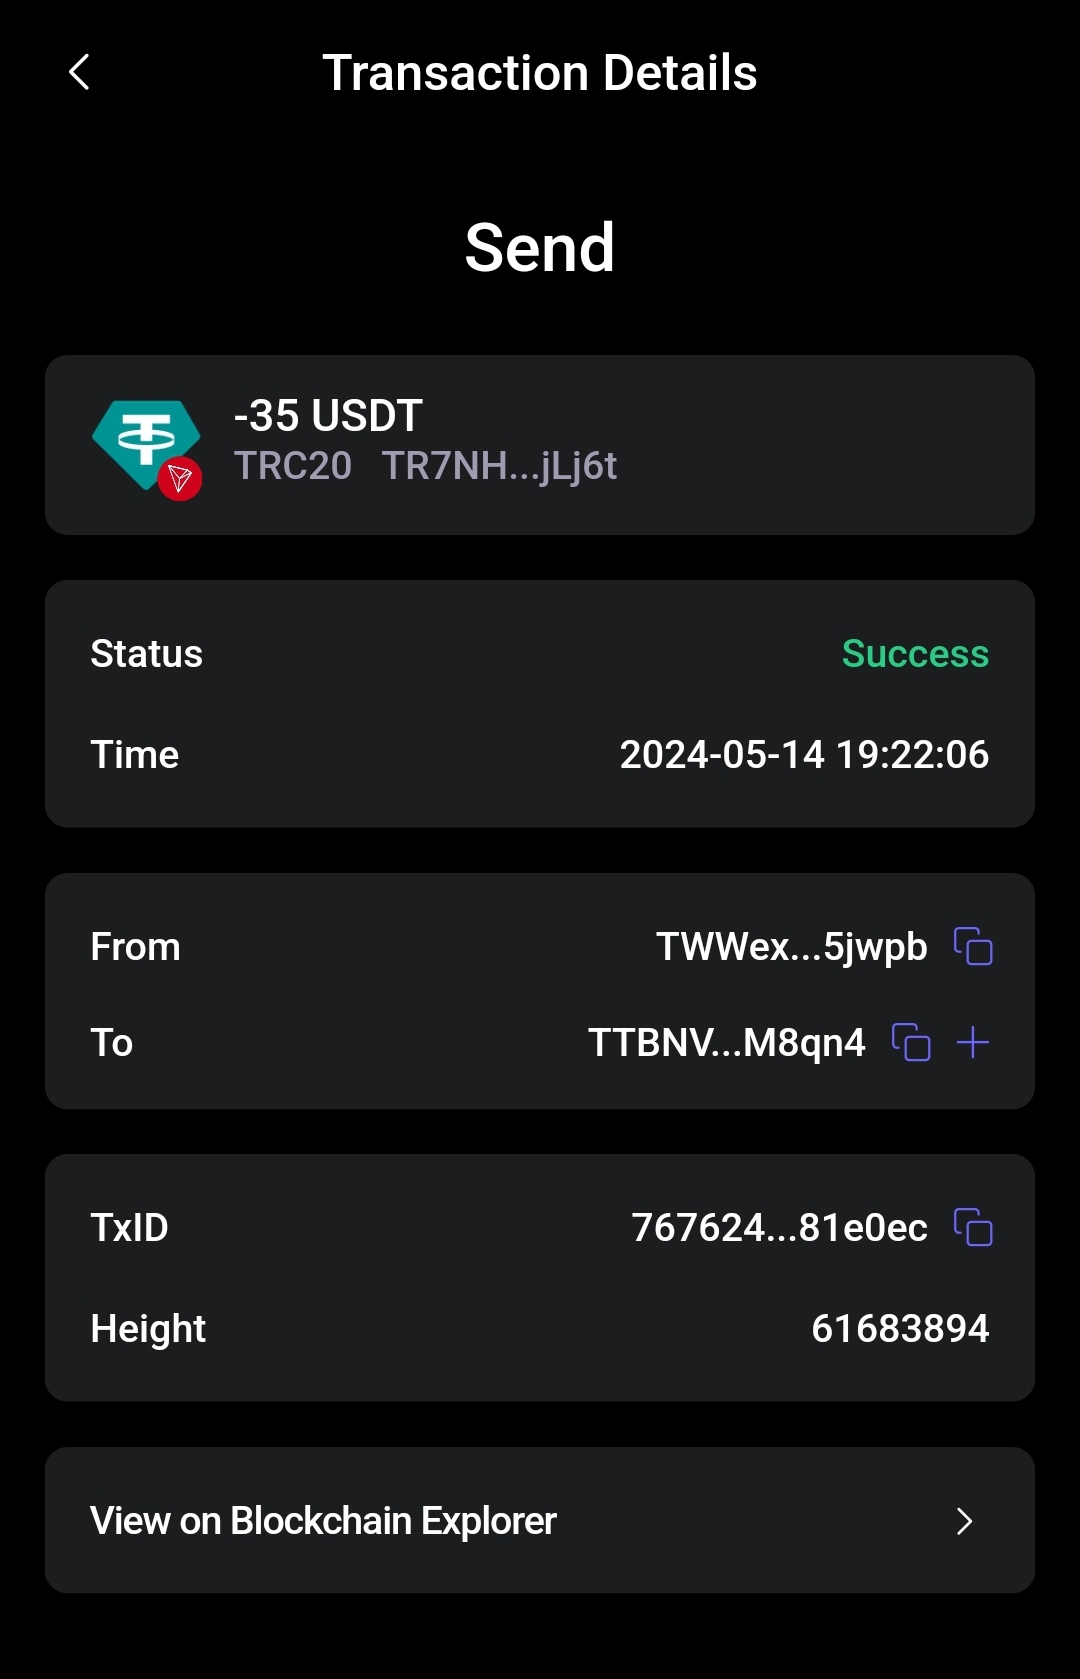 Transaction Details
Send
-35 USDT
TRC20 TR7NH...jLj6t
Status Success
Time 2024-05-14 19:22:06
From TWWex...5jwpb
To TTBNV...M8qn4
TxID 767624...81e0ec
Height 61683894
View on Blockchain Explorer